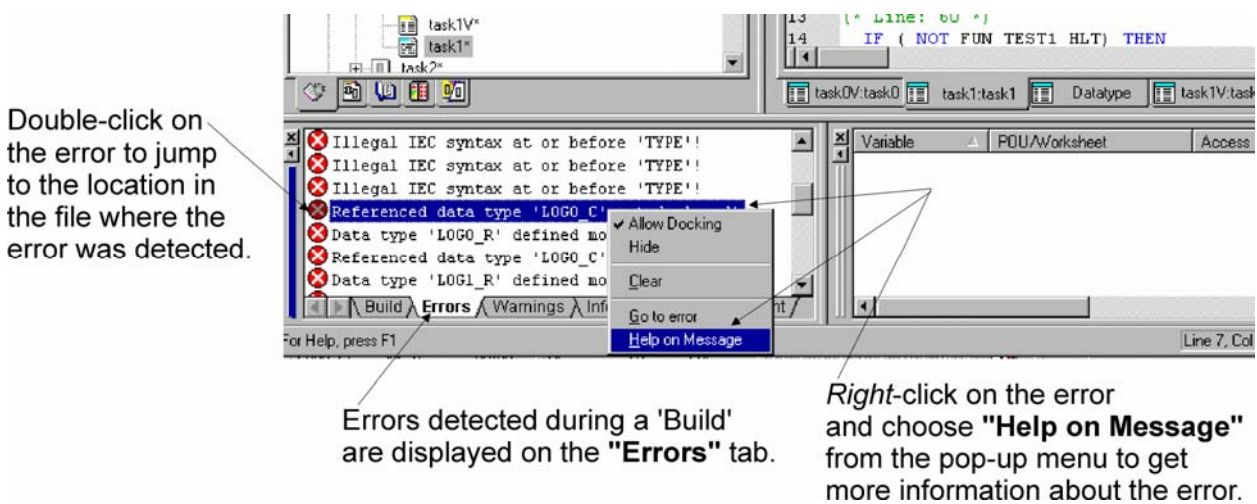 task1V*
task1*
task2*
13 (* Line: 60 *)
14 IF ( NOT FUN TEST1 HLT) THEN
task0V:task0 task1:task1 Datatype task1V:task
Double-click on
the error to jump
to the location in
the file where the
error was detected.
Illegal IEC syntax at or before 'TYPE'!
Illegal IEC syntax at or before 'TYPE'!
Illegal IEC syntax at or before 'TYPE'!
Referenced data type 'LOG0_C'
Data type 'LOG0_R' defined mo
Referenced data type 'LOG0_C'
Data type 'LOG1_R' defined mo
Allow Docking
Hide
Clear
Go to error
Help on Message
Variable POU/Worksheet Access
Build Errors Warnings Inf nt
For Help, press F1
Line 7, Col
Errors detected during a 'Build'
are displayed on the "Errors" tab.
Right-click on the error
and choose "Help on Message"
from the pop-up menu to get
more information about the error.